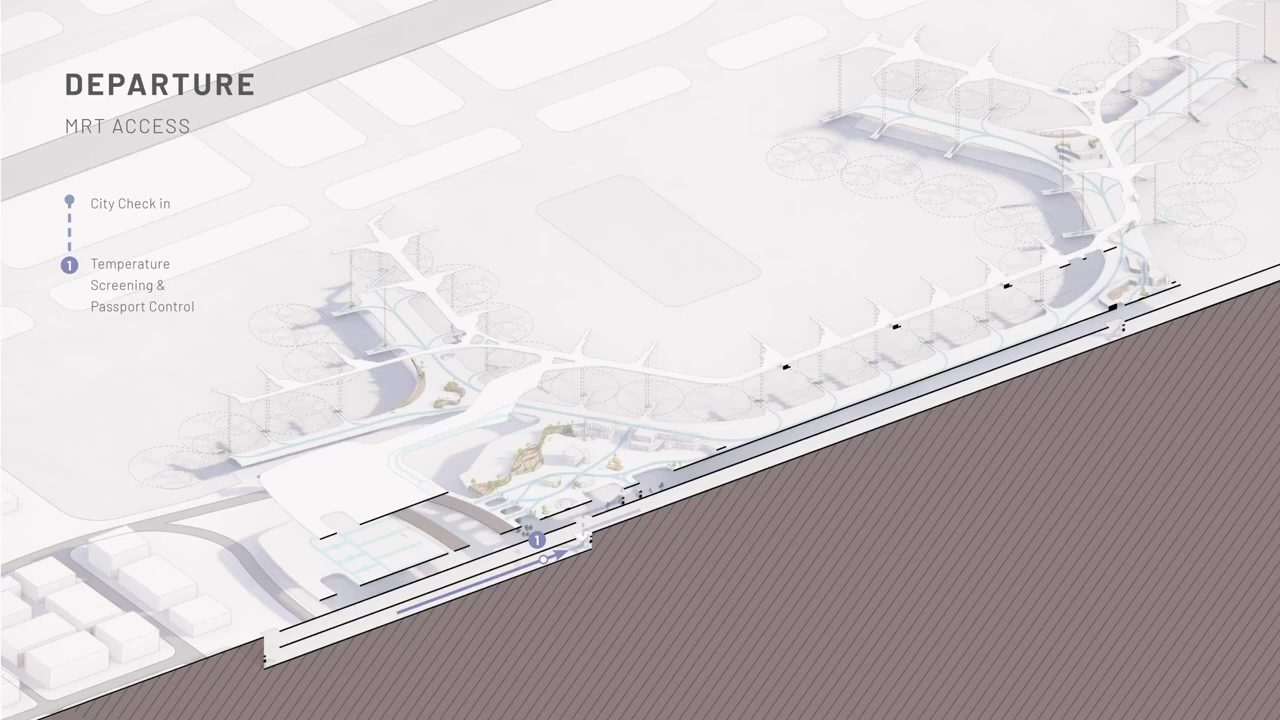 DEPARTURE
MRT ACCESS
City Check in
1 Temperature
Screening &
Passport Control
1